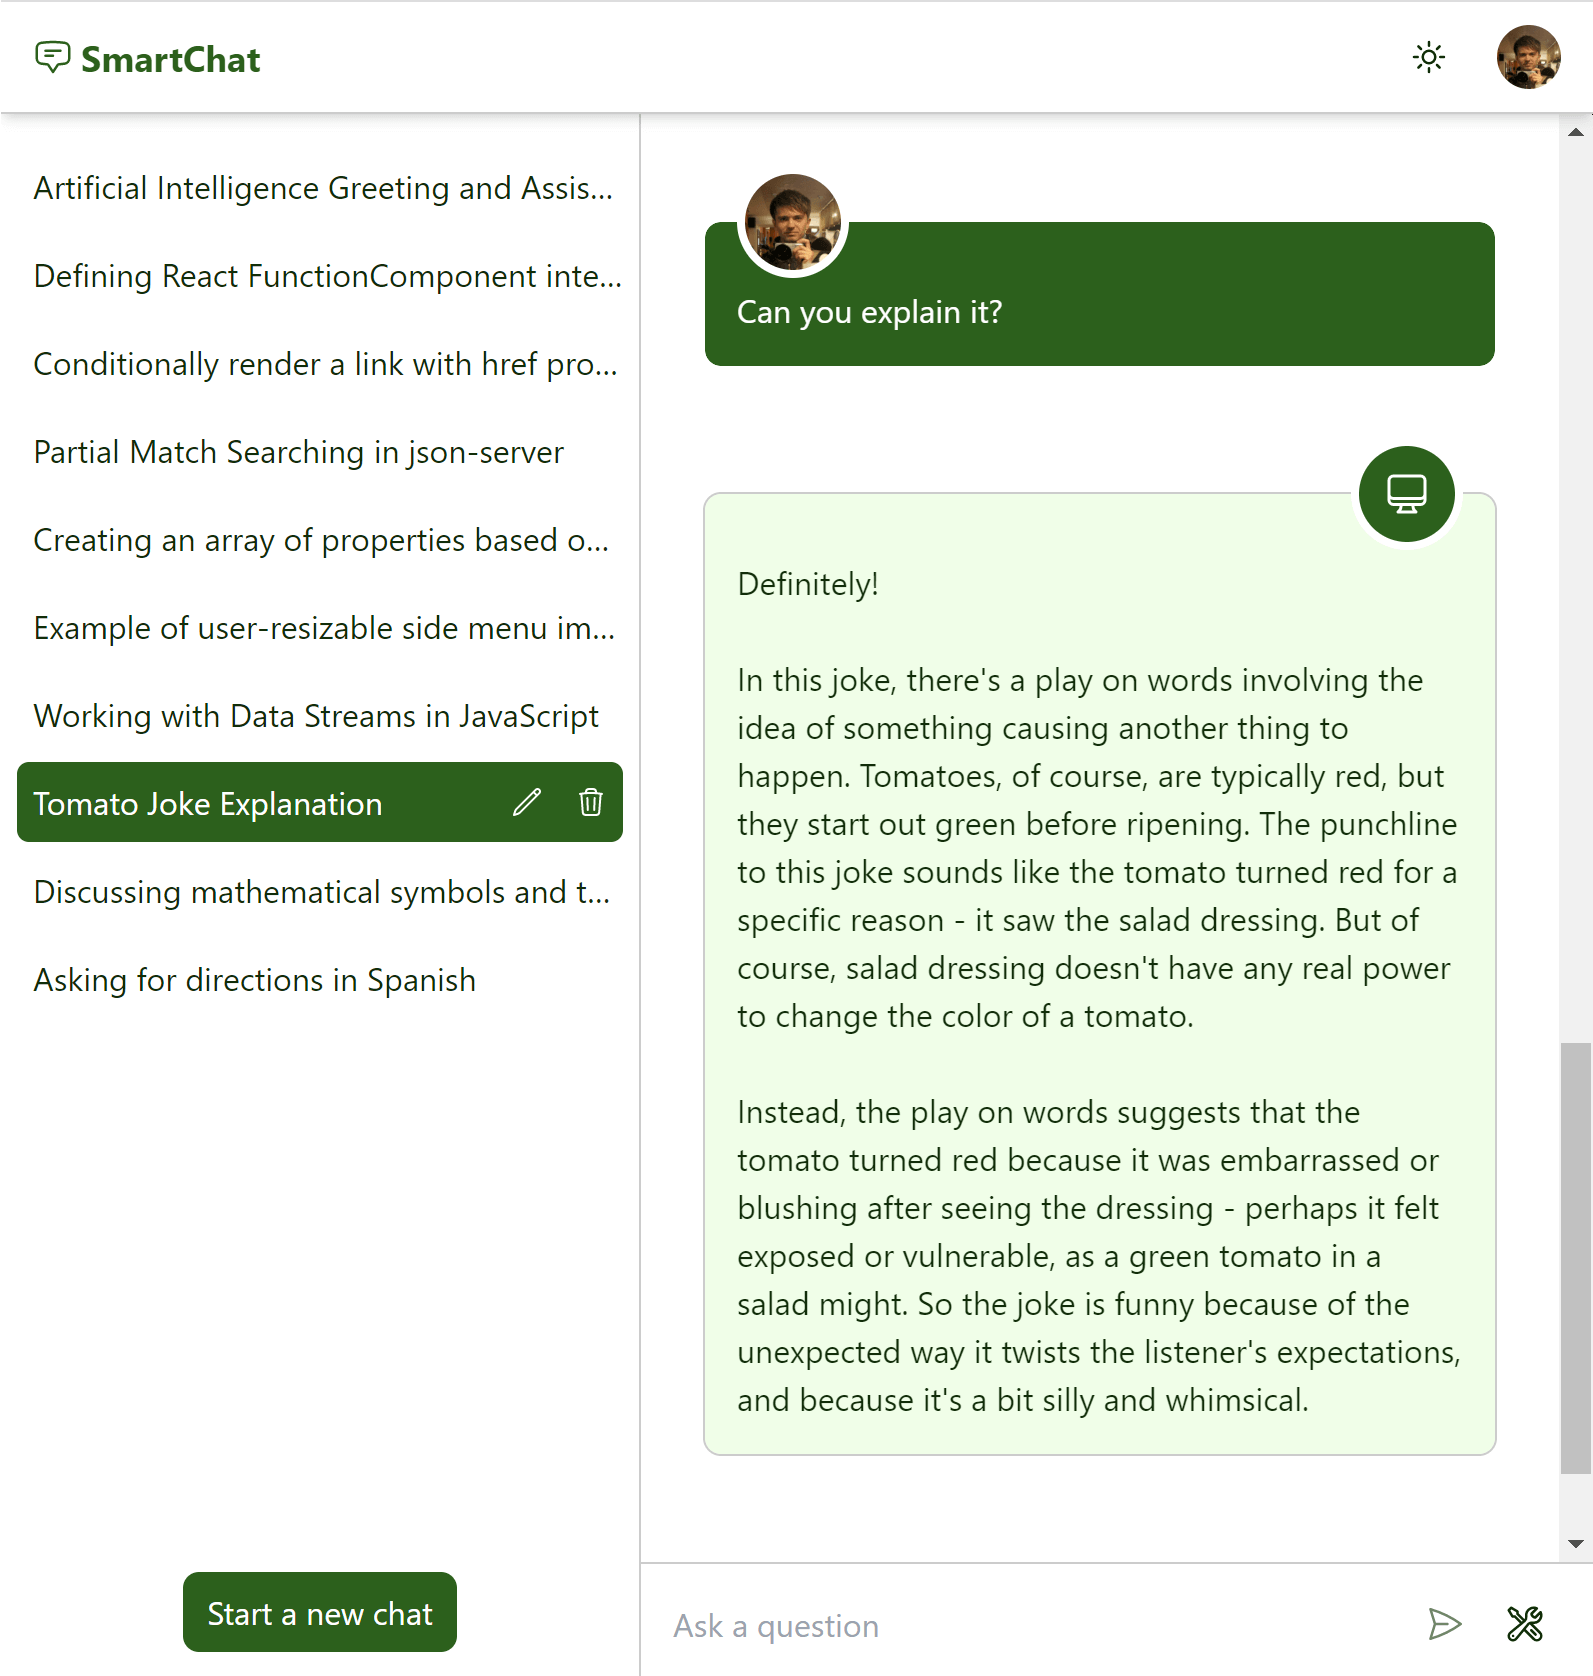 SmartChat
Artificial Intelligence Greeting and Assis...
Defining React FunctionComponent inte...
Conditionally render a link with href pro...
Partial Match Searching in json-server
Creating an array of properties based o...
Example of user-resizable side menu im...
Working with Data Streams in JavaScript
Tomato Joke Explanation
Discussing mathematical symbols and t...
Asking for directions in Spanish
Start a new chat
Can you explain it?
Definitely!
In this joke, there's a play on words involving the
idea of something causing another thing to
happen. Tomatoes, of course, are typically red, but
they start out green before ripening. The punchline
to this joke sounds like the tomato turned red for a
specific reason - it saw the salad dressing. But of
course, salad dressing doesn't have any real power
to change the color of a tomato.
Instead, the play on words suggests that the
tomato turned red because it was embarrassed or
blushing after seeing the dressing - perhaps it felt
exposed or vulnerable, as a green tomato in a
salad might. So the joke is funny because of the
unexpected way it twists the listener's expectations,
and because it's a bit silly and whimsical.
Ask a question